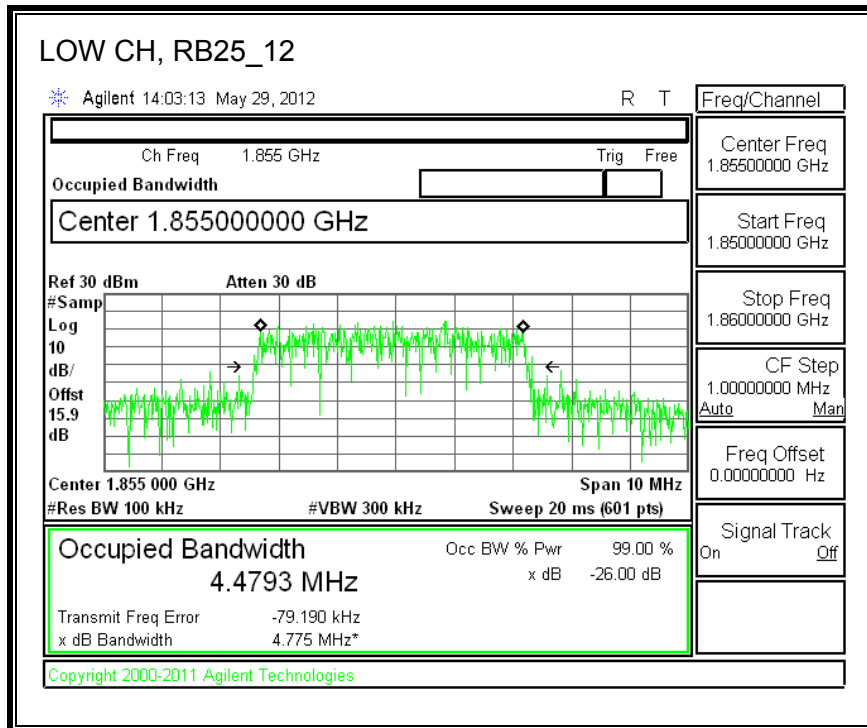 LOW CH, RB25_12
Agilent 14:03:13 May 29, 2012 R T
Ch Freq 1.855 GHz Trig Free
Occupied Bandwidth
Center 1.855000000 GHz
Ref 30 dBm Atten 30 dB
#Samp
Log
10
dB/
Offst
15.9
dB
Center 1.855 000 GHz Span 10 MHz
#Res BW 100 kHz #VBW 300 kHz Sweep 20 ms (601 pts)
Occupied Bandwidth Occ BW % Pwr 99.00 %
4.4793 MHz x dB -26.00 dB
Transmit Freq Error -79.190 kHz
x dB Bandwidth 4.775 MHz*
Copyright 2000-2011 Agilent Technologies
Freq/Channel
Center Freq
1.85500000 GHz
Start Freq
1.85000000 GHz
Stop Freq
1.86000000 GHz
CF Step
1.00000000 MHz
Auto Man
Freq Offset
0.00000000 Hz
Signal Track
On Off